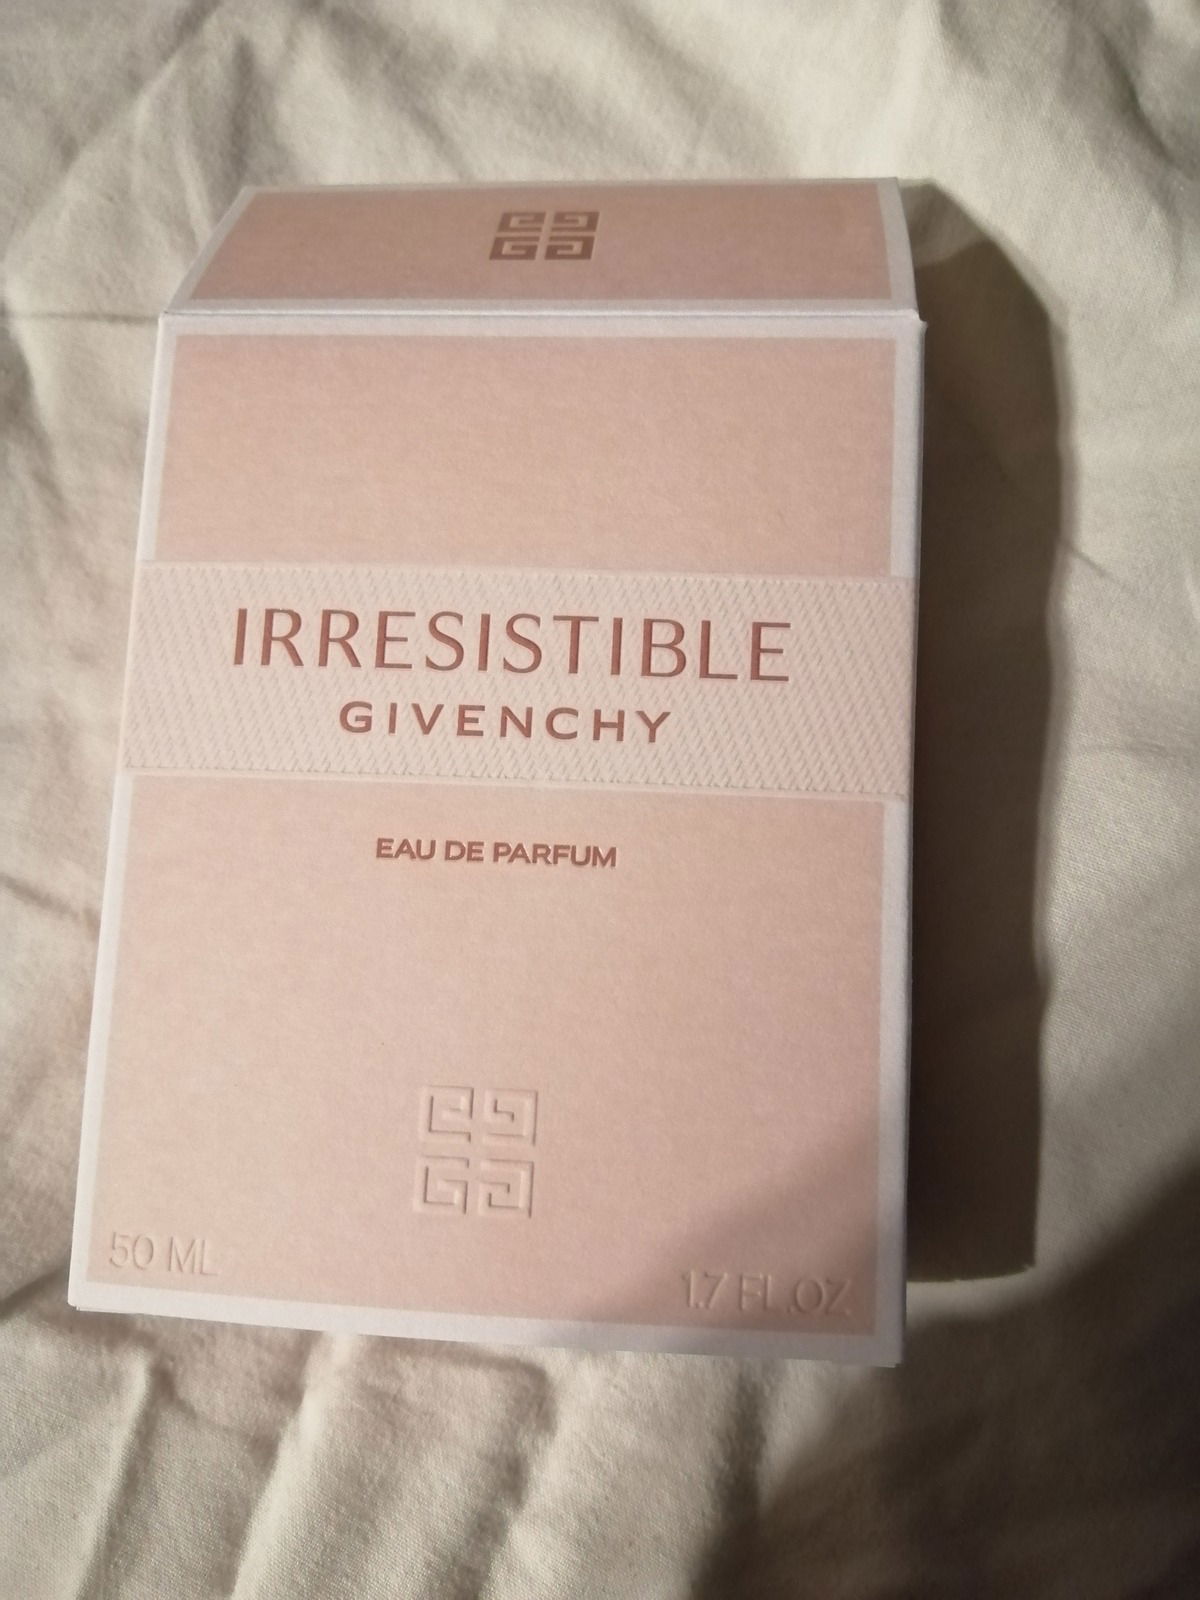 IRRESISTIBLE
GIVENCHY
EAU DE PARFUM
50 ML
1.7 FL.OZ